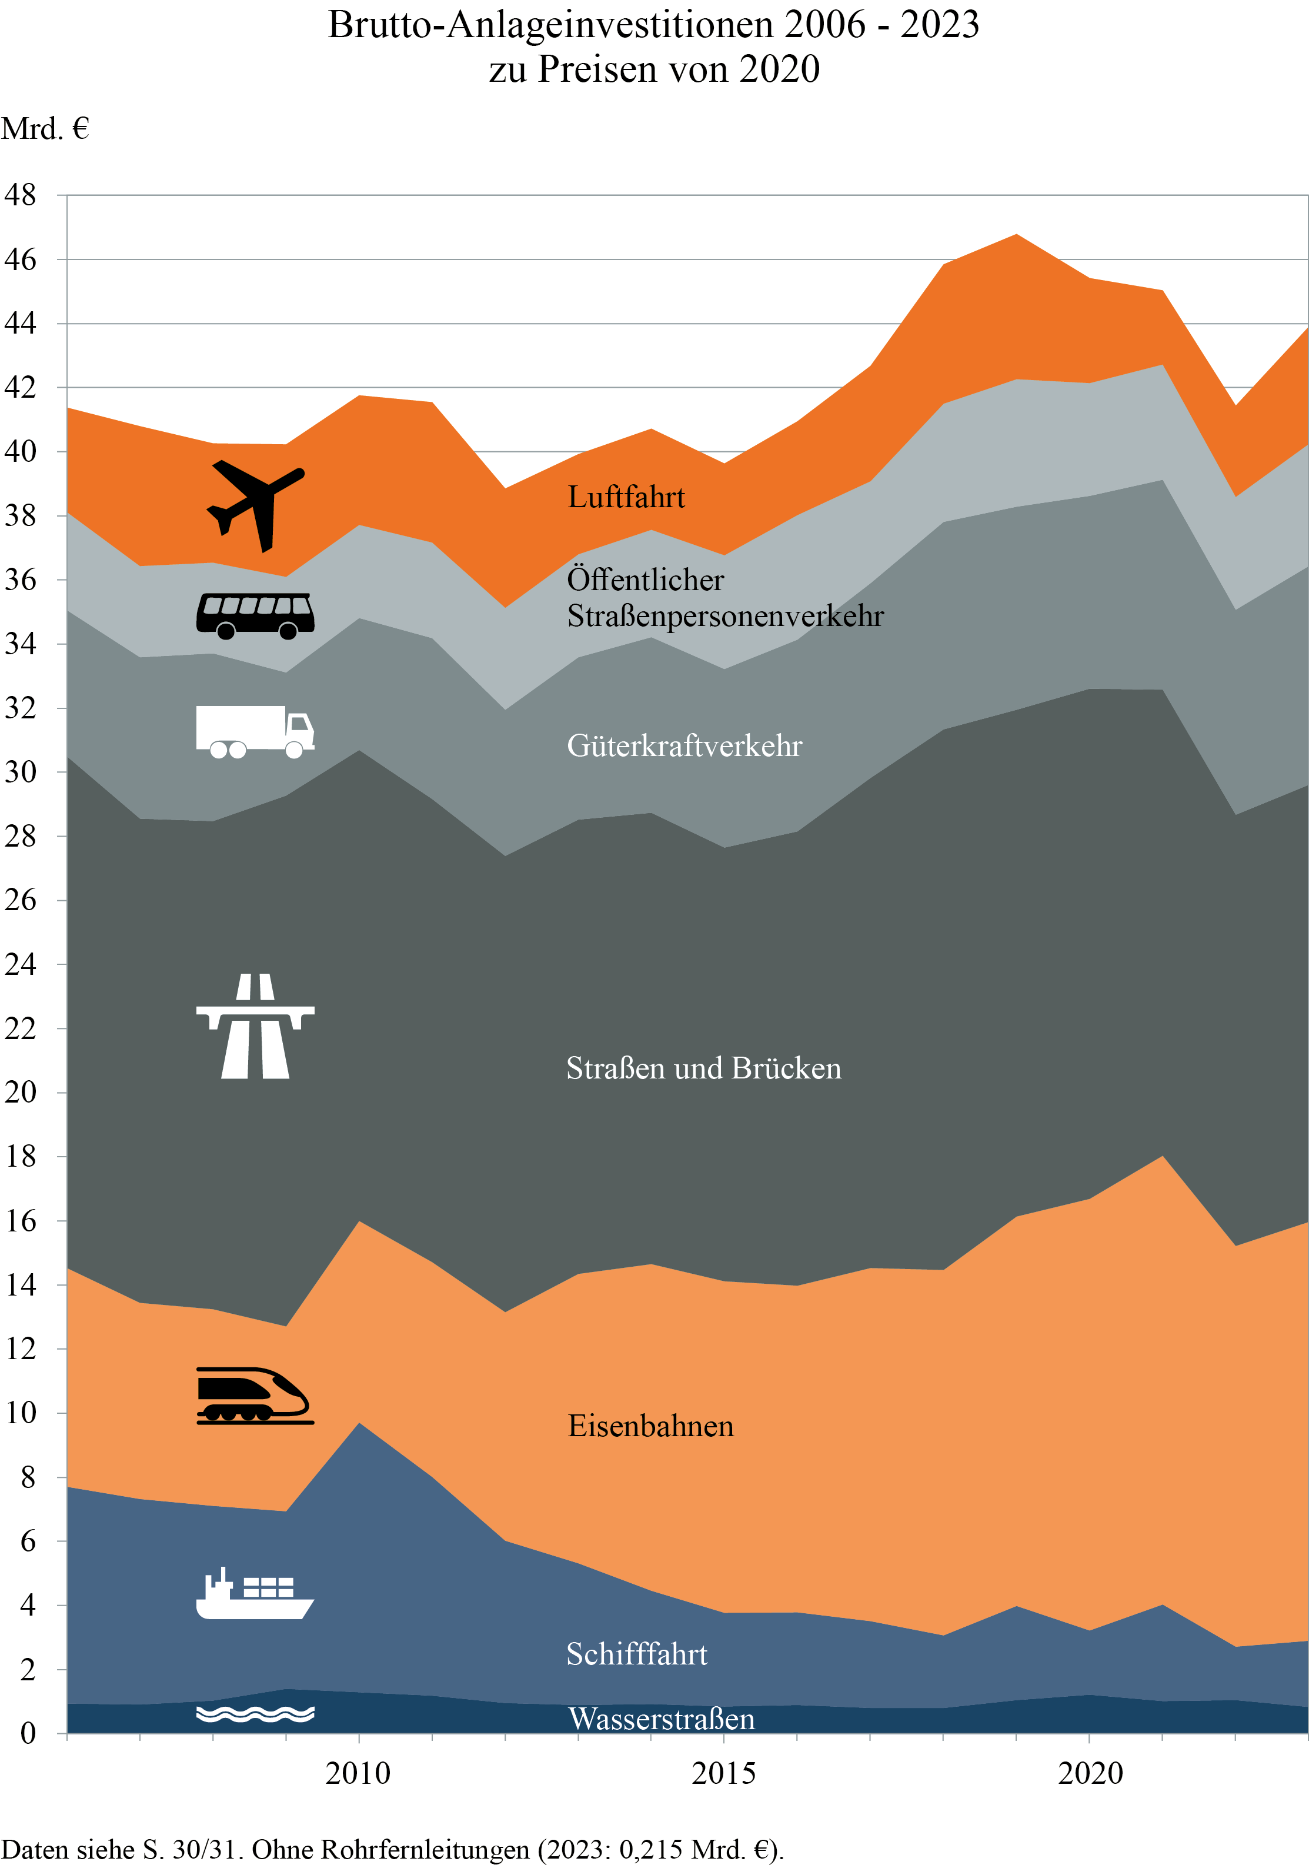 Brutto-Anlageinvestitionen 2006 - 2023
zu Preisen von 2020
Mrd. €
48
46
44
42
40
38
36
34
32
30
28
26
24
22
20
18
16
14
12
10
8
6
4
2
0
Luftfahrt
Öffentlicher
Straßenpersonenverkehr
Güterkraftverkehr
Straßen und Brücken
Eisenbahnen
Schifffahrt
Wasserstraßen
2010
2015
2020
Daten siehe S. 30/31. Ohne Rohrfernleitungen (2023: 0,215 Mrd. €).